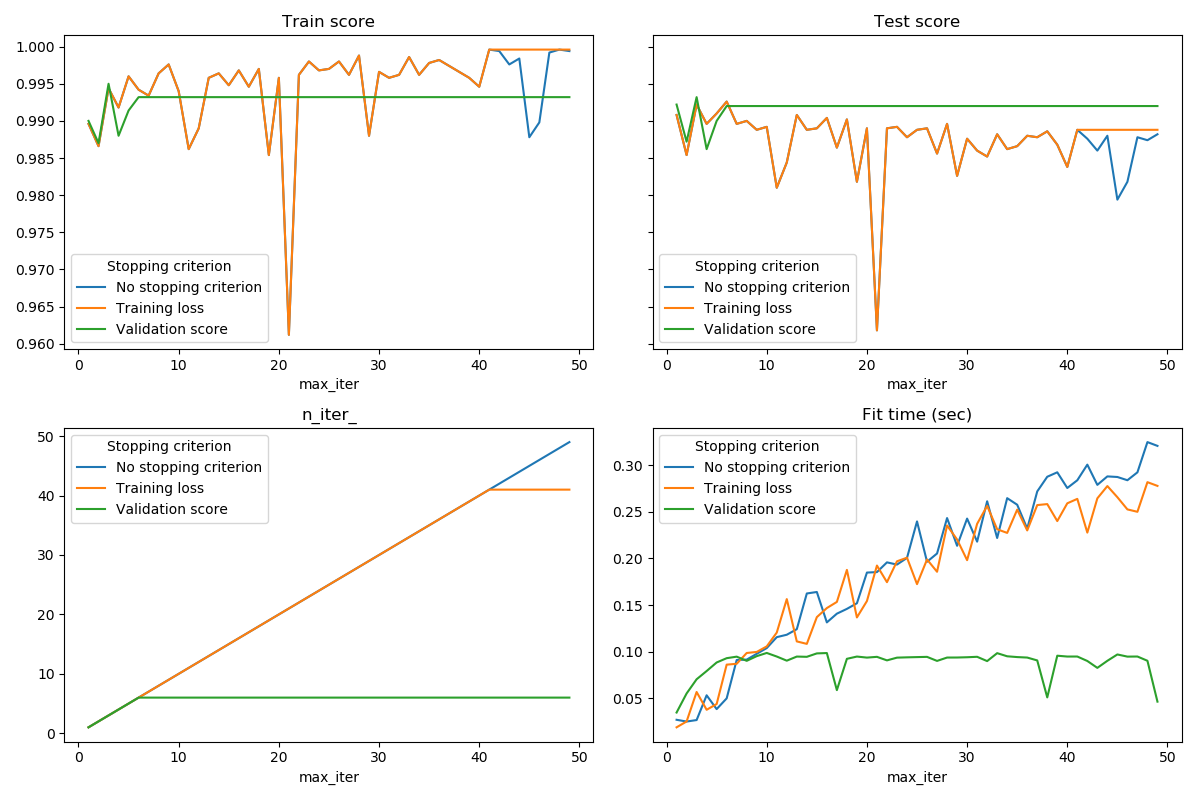 Train score
1.000
0.995
0.990
0.985
0.980
0.975
0.970
0.965
0.960
Stopping criterion
No stopping criterion
Training loss
Validation score
0 10 20 30 40 50
max_iter
Test score
Stopping criterion
No stopping criterion
Training loss
Validation score
0 10 20 30 40 50
max_iter
n_iter_
50
40
30
20
10
0
Stopping criterion
No stopping criterion
Training loss
Validation score
0 10 20 30 40 50
max_iter
Fit time (sec)
0.30
0.25
0.20
0.15
0.10
0.05
Stopping criterion
No stopping criterion
Training loss
Validation score
0 10 20 30 40 50
max_iter